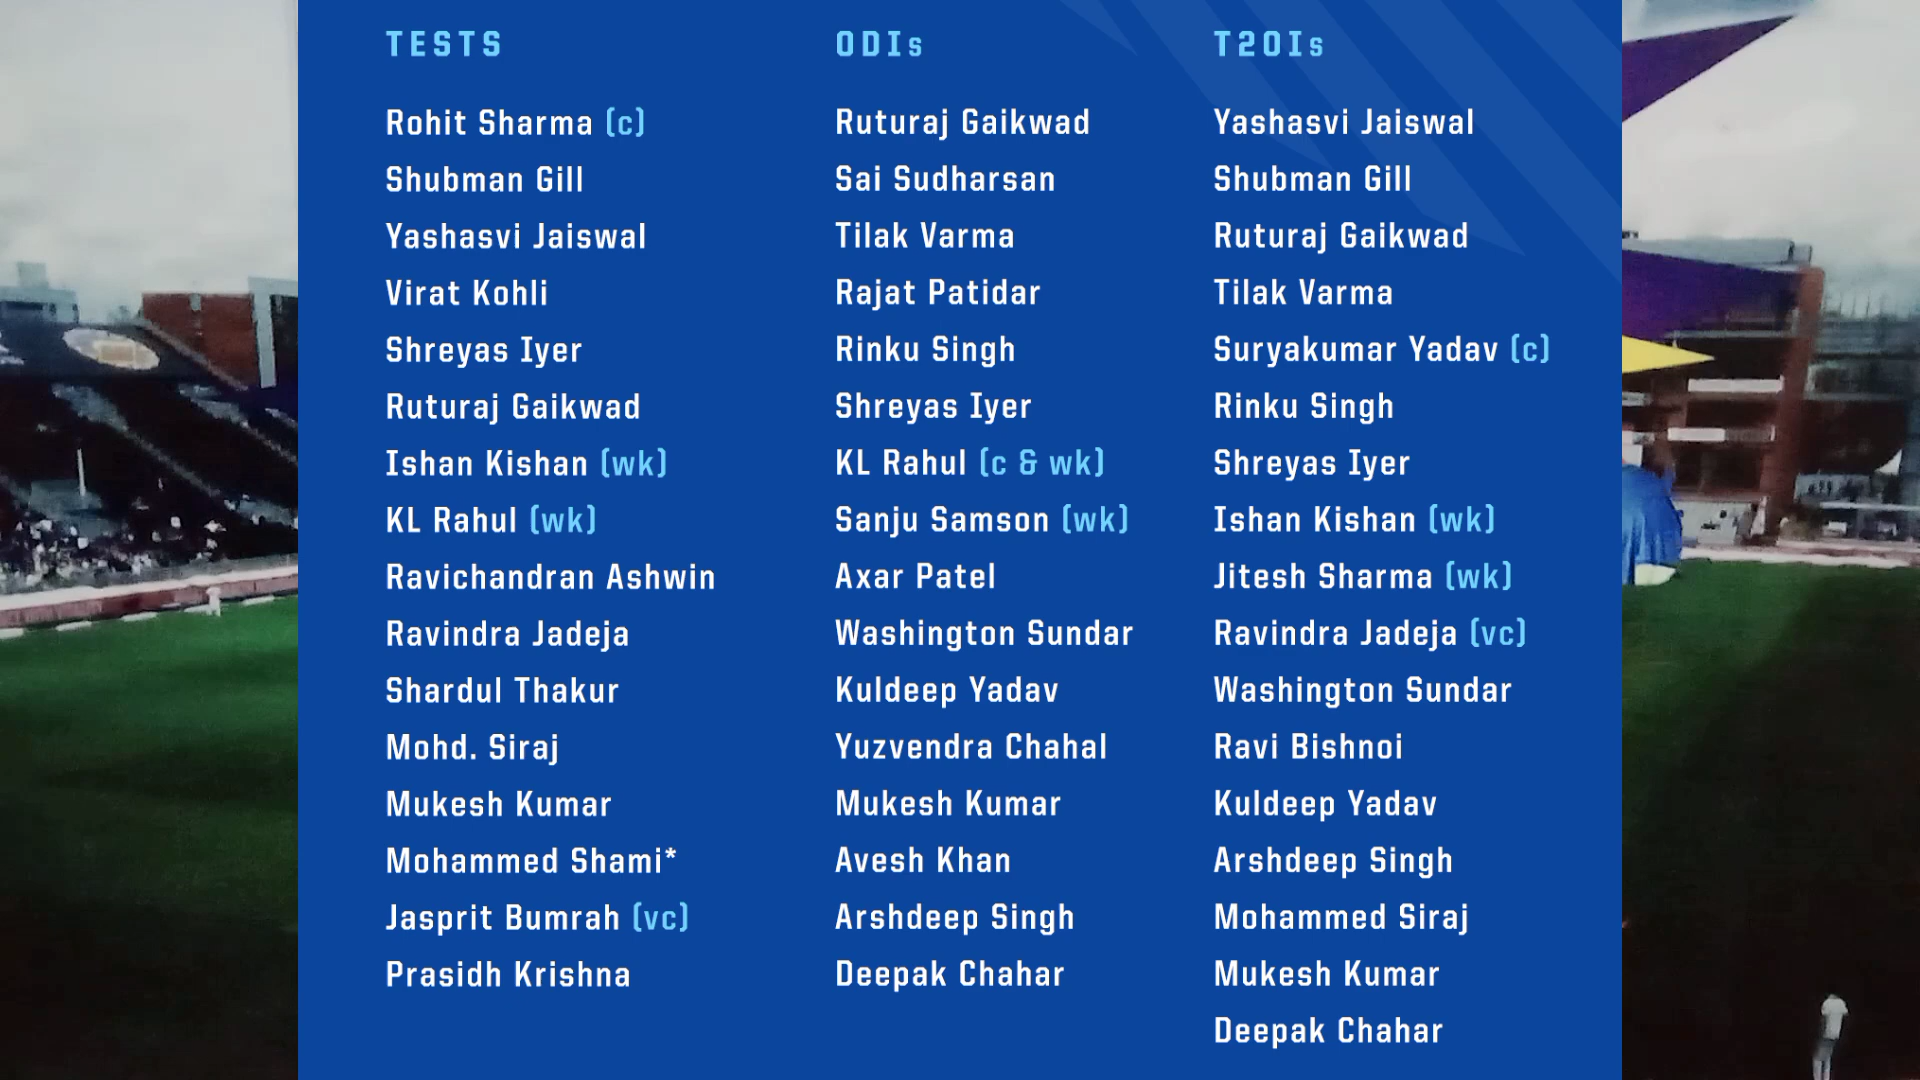 TESTS
Rohit Sharma (c)
Shubman Gill
Yashasvi Jaiswal
Virat Kohli
Shreyas Iyer
Ruturaj Gaikwad
Ishan Kishan (wk)
KL Rahul (wk)
Ravichandran Ashwin
Ravindra Jadeja
Shardul Thakur
Mohd. Siraj
Mukesh Kumar
Mohammed Shami*
Jasprit Bumrah (vc)
Prasidh Krishna
ODIs
Ruturaj Gaikwad
Sai Sudharsan
Tilak Varma
Rajat Patidar
Rinku Singh
Shreyas Iyer
KL Rahul (c & wk)
Sanju Samson (wk)
Axar Patel
Washington Sundar
Kuldeep Yadav
Yuzvendra Chahal
Mukesh Kumar
Avesh Khan
Arshdeep Singh
Deepak Chahar
T20Is
Yashasvi Jaiswal
Shubman Gill
Ruturaj Gaikwad
Tilak Varma
Suryakumar Yadav (c)
Rinku Singh
Shreyas Iyer
Ishan Kishan (wk)
Jitesh Sharma (wk)
Ravindra Jadeja (vc)
Washington Sundar
Ravi Bishnoi
Kuldeep Yadav
Arshdeep Singh
Mohammed Siraj
Mukesh Kumar
Deepak Chahar